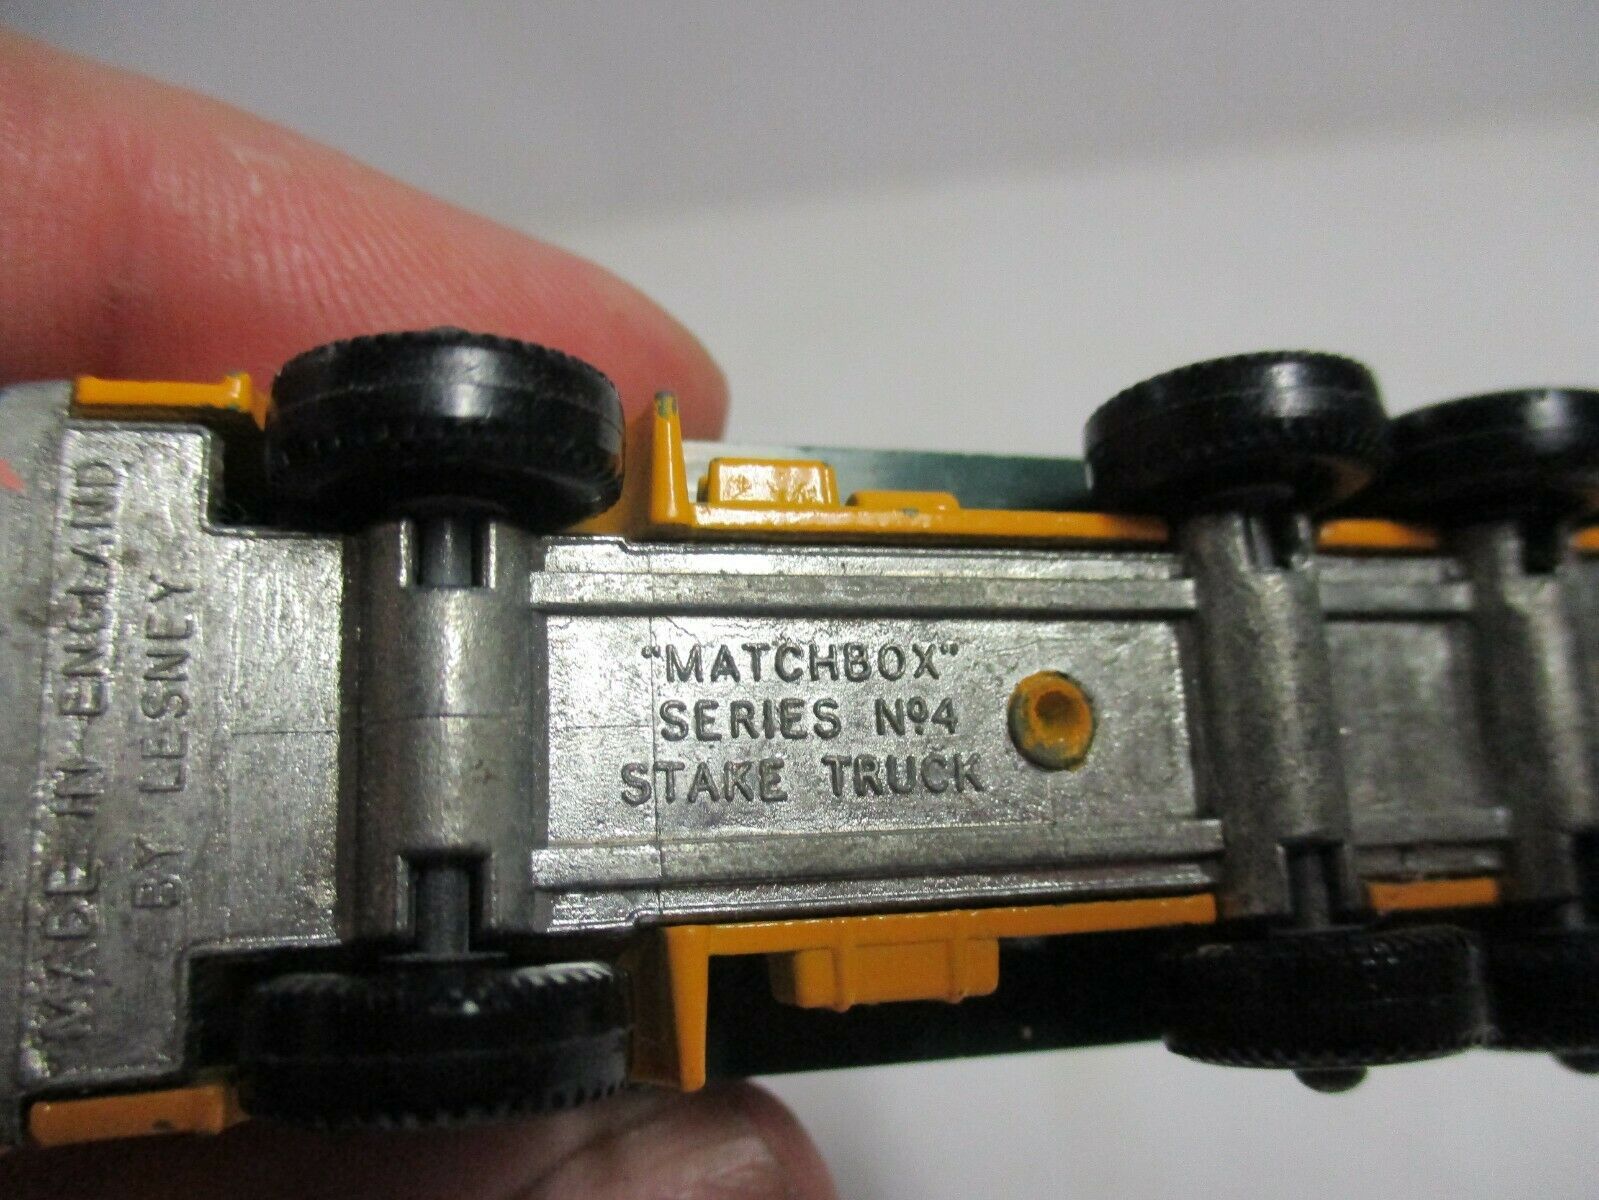 "MATCHBOX"
SERIES Nº4
STAKE TRUCK
MADE IN ENGLAND
BY LESNEY